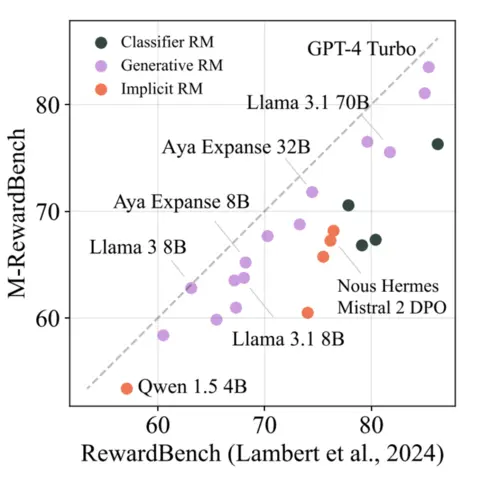 Classifier RM
Generative RM
Implicit RM
GPT-4 Turbo
Llama 3.1 70B
Aya Expanse 32B
Aya Expanse 8B
Llama 3 8B
Nous Hermes
Mistral 2 DPO
Llama 3.1 8B
Qwen 1.5 4B
M-RewardBench
80
70
60
60 70 80
RewardBench (Lambert et al., 2024)